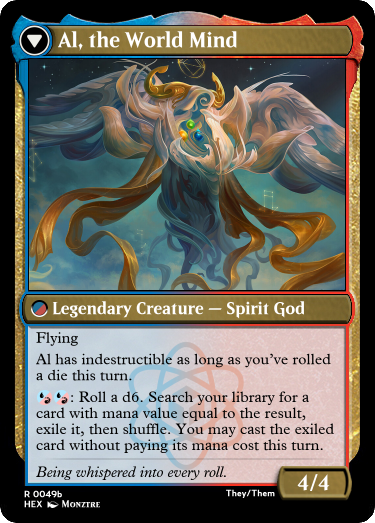 Al, the World Mind
Legendary Creature — Spirit God
Flying
Al has indestructible as long as you’ve rolled
a die this turn.
: Roll a d6. Search your library for a
card with mana value equal to the result,
exile it, then shuffle. You may cast the exiled
card without paying its mana cost this turn.
Being whispered into every roll.
4/4
R 0049b
They/Them
HEX Monztre